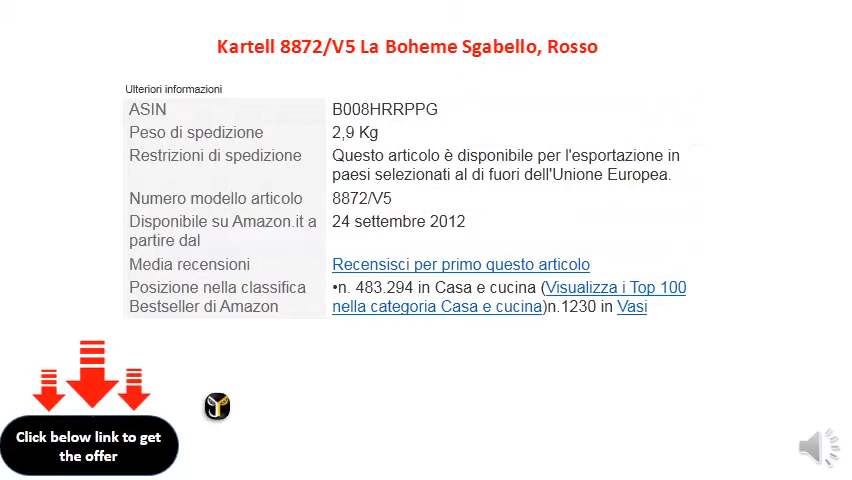 Kartell 8872/V5 La Boheme Sgabello, Rosso
Ulteriori informazioni
ASIN B008HRRPPG
Peso di spedizione 2,9 Kg
Restrizioni di spedizione Questo articolo è disponibile per l'esportazione in
paesi selezionati al di fuori dell'Unione Europea.
Numero modello articolo 8872/V5
Disponibile su Amazon.it a 24 settembre 2012
partire dal
Media recensioni Recensisci per primo questo articolo
Posizione nella classifica •n. 483.294 in Casa e cucina (Visualizza i Top 100
Bestseller di Amazon nella categoria Casa e cucina)n.1230 in Vasi
Click below link to get
the offer